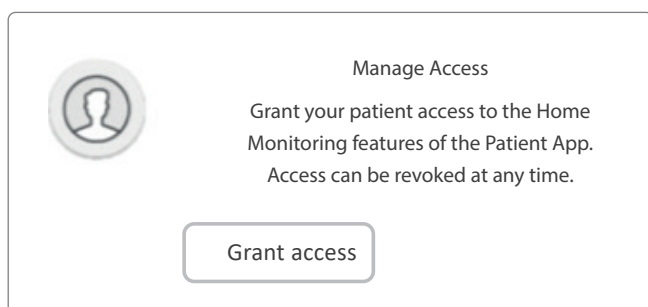 Manage Access
Grant your patient access to the Home
Monitoring features of the Patient App.
Access can be revoked at any time.
Grant access